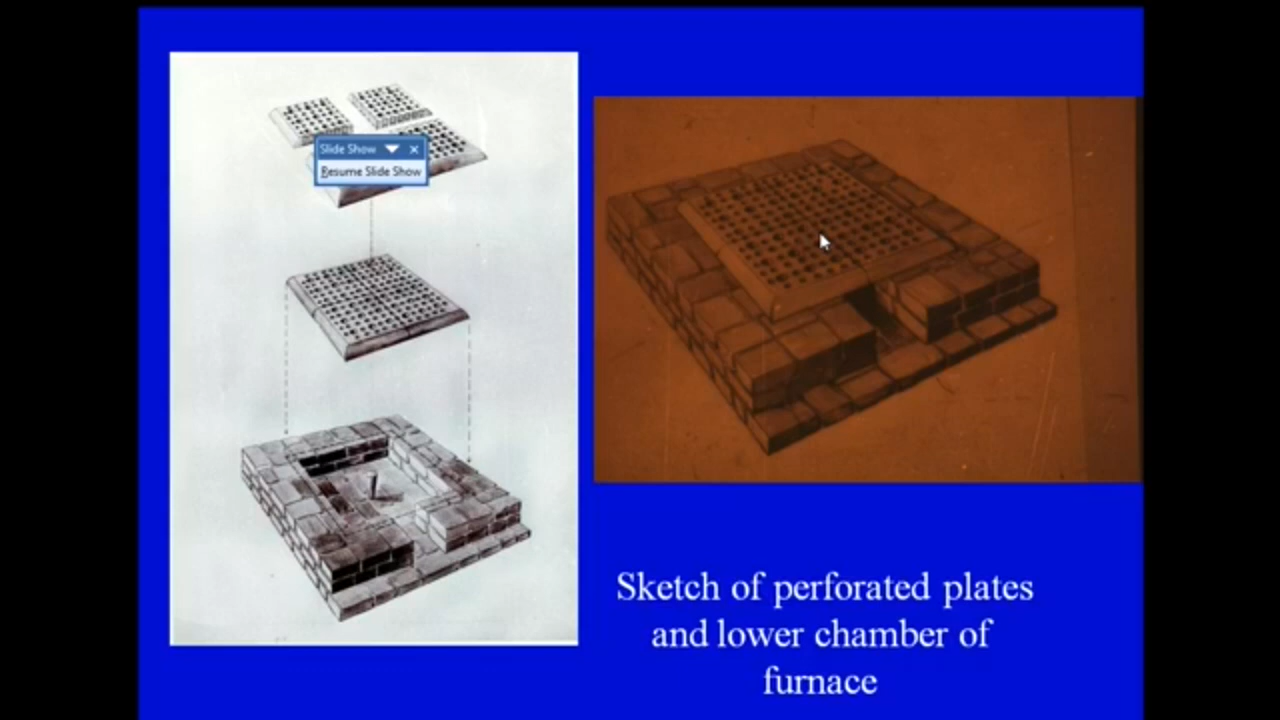 Slide Show
Resume Slide Show
Sketch of perforated plates
and lower chamber of
furnace